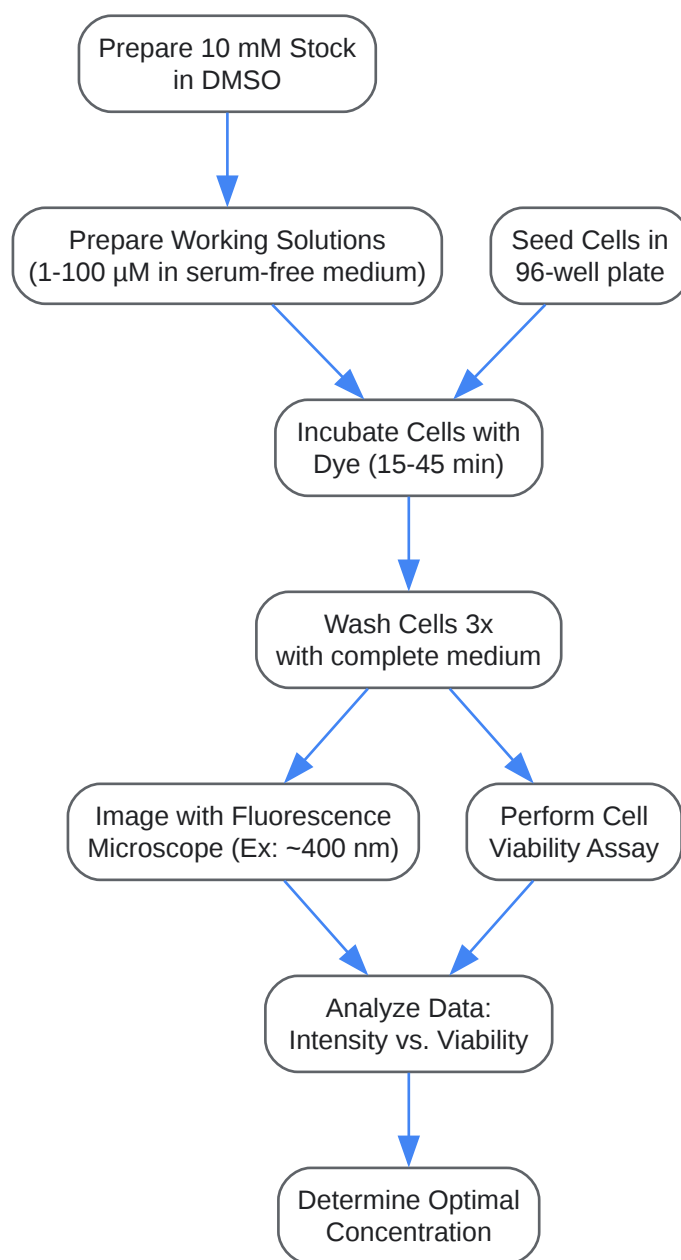 Prepare 10 mM Stock
in DMSO
Prepare Working Solutions
(1-100 µM in serum-free medium)
Seed Cells in
96-well plate
Incubate Cells with
Dye (15-45 min)
Wash Cells 3x
with complete medium
Image with Fluorescence
Microscope (Ex: ~400 nm)
Perform Cell
Viability Assay
Analyze Data:
Intensity vs. Viability
Determine Optimal
Concentration